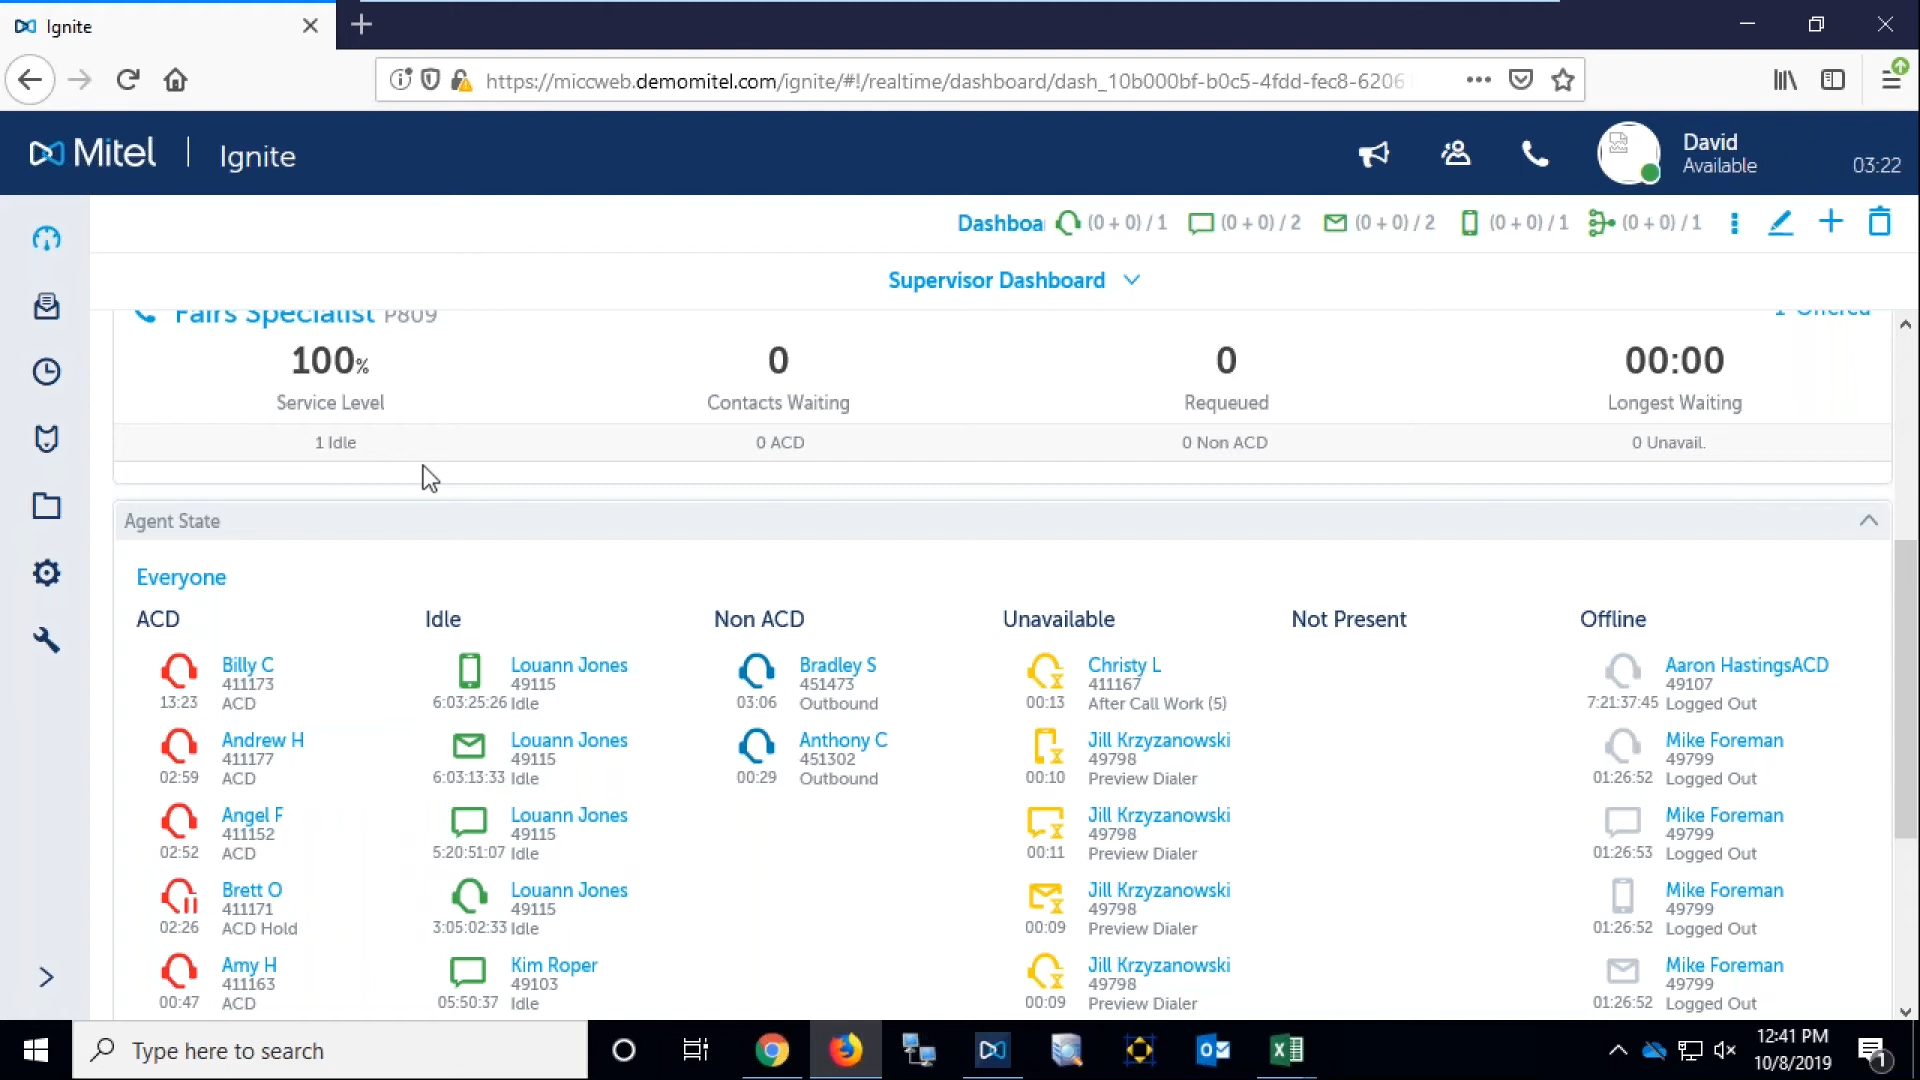 Ignite
https://miccweb.demomitel.com/ignite/#!/realtime/dashboard/dash_10b000bf-b0c5-4fdd-fec8-6206
Mitel | Ignite
David
Available
03:22
Dashboa (0 + 0) / 1 (0 + 0) / 2 (0 + 0) / 2 (0 + 0) / 1 (0 + 0) / 1
Supervisor Dashboard
Fairs Specialist P809 1 Offered
100% 0 0 00:00
Service Level Contacts Waiting Requeued Longest Waiting
1 Idle 0 ACD 0 Non ACD 0 Unavail.
Agent State
Everyone
ACD Idle Non ACD Unavailable Not Present Offline
Billy C Louann Jones Bradley S Christy L Aaron HastingsACD
411173 49115 451473 411167 49107
13:23 ACD 6:03:25:26 Idle 03:06 Outbound 00:13 After Call Work (5) 7:21:37:45 Logged Out
Andrew H Louann Jones Anthony C Jill Krzyzanowski Mike Foreman
411177 49115 451302 49798 49799
02:59 ACD 6:03:13:33 Idle 00:29 Outbound 00:10 Preview Dialer 01:26:52 Logged Out
Angel F Louann Jones Jill Krzyzanowski Mike Foreman
411152 49115 49798 49799
02:52 ACD 5:20:51:07 Idle 00:11 Preview Dialer 01:26:53 Logged Out
Brett O Louann Jones Jill Krzyzanowski Mike Foreman
411171 49115 49798 49799
02:26 ACD Hold 3:05:02:33 Idle 00:09 Preview Dialer 01:26:52 Logged Out
Amy H Kim Roper Jill Krzyzanowski Mike Foreman
411163 49103 49798 49799
00:47 ACD 05:50:37 Idle 00:09 Preview Dialer 01:26:52 Logged Out
Type here to search
12:41 PM
10/8/2019
1